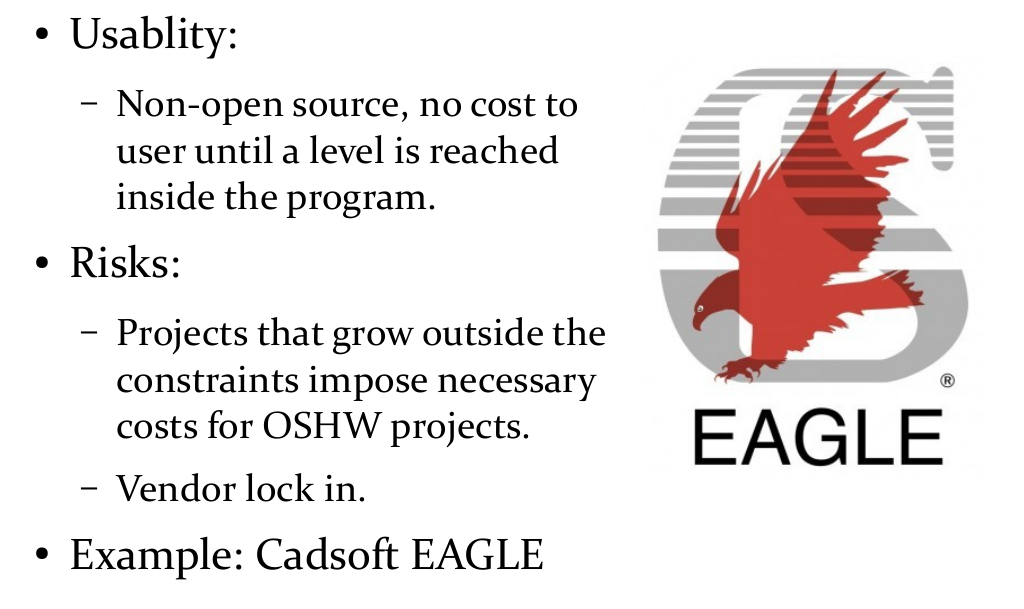 • Usablity:
– Non-open source, no cost to
user until a level is reached
inside the program.
• Risks:
– Projects that grow outside the
constraints impose necessary
costs for OSHW projects.
– Vendor lock in.
• Example: Cadsoft EAGLE
®
EAGLE